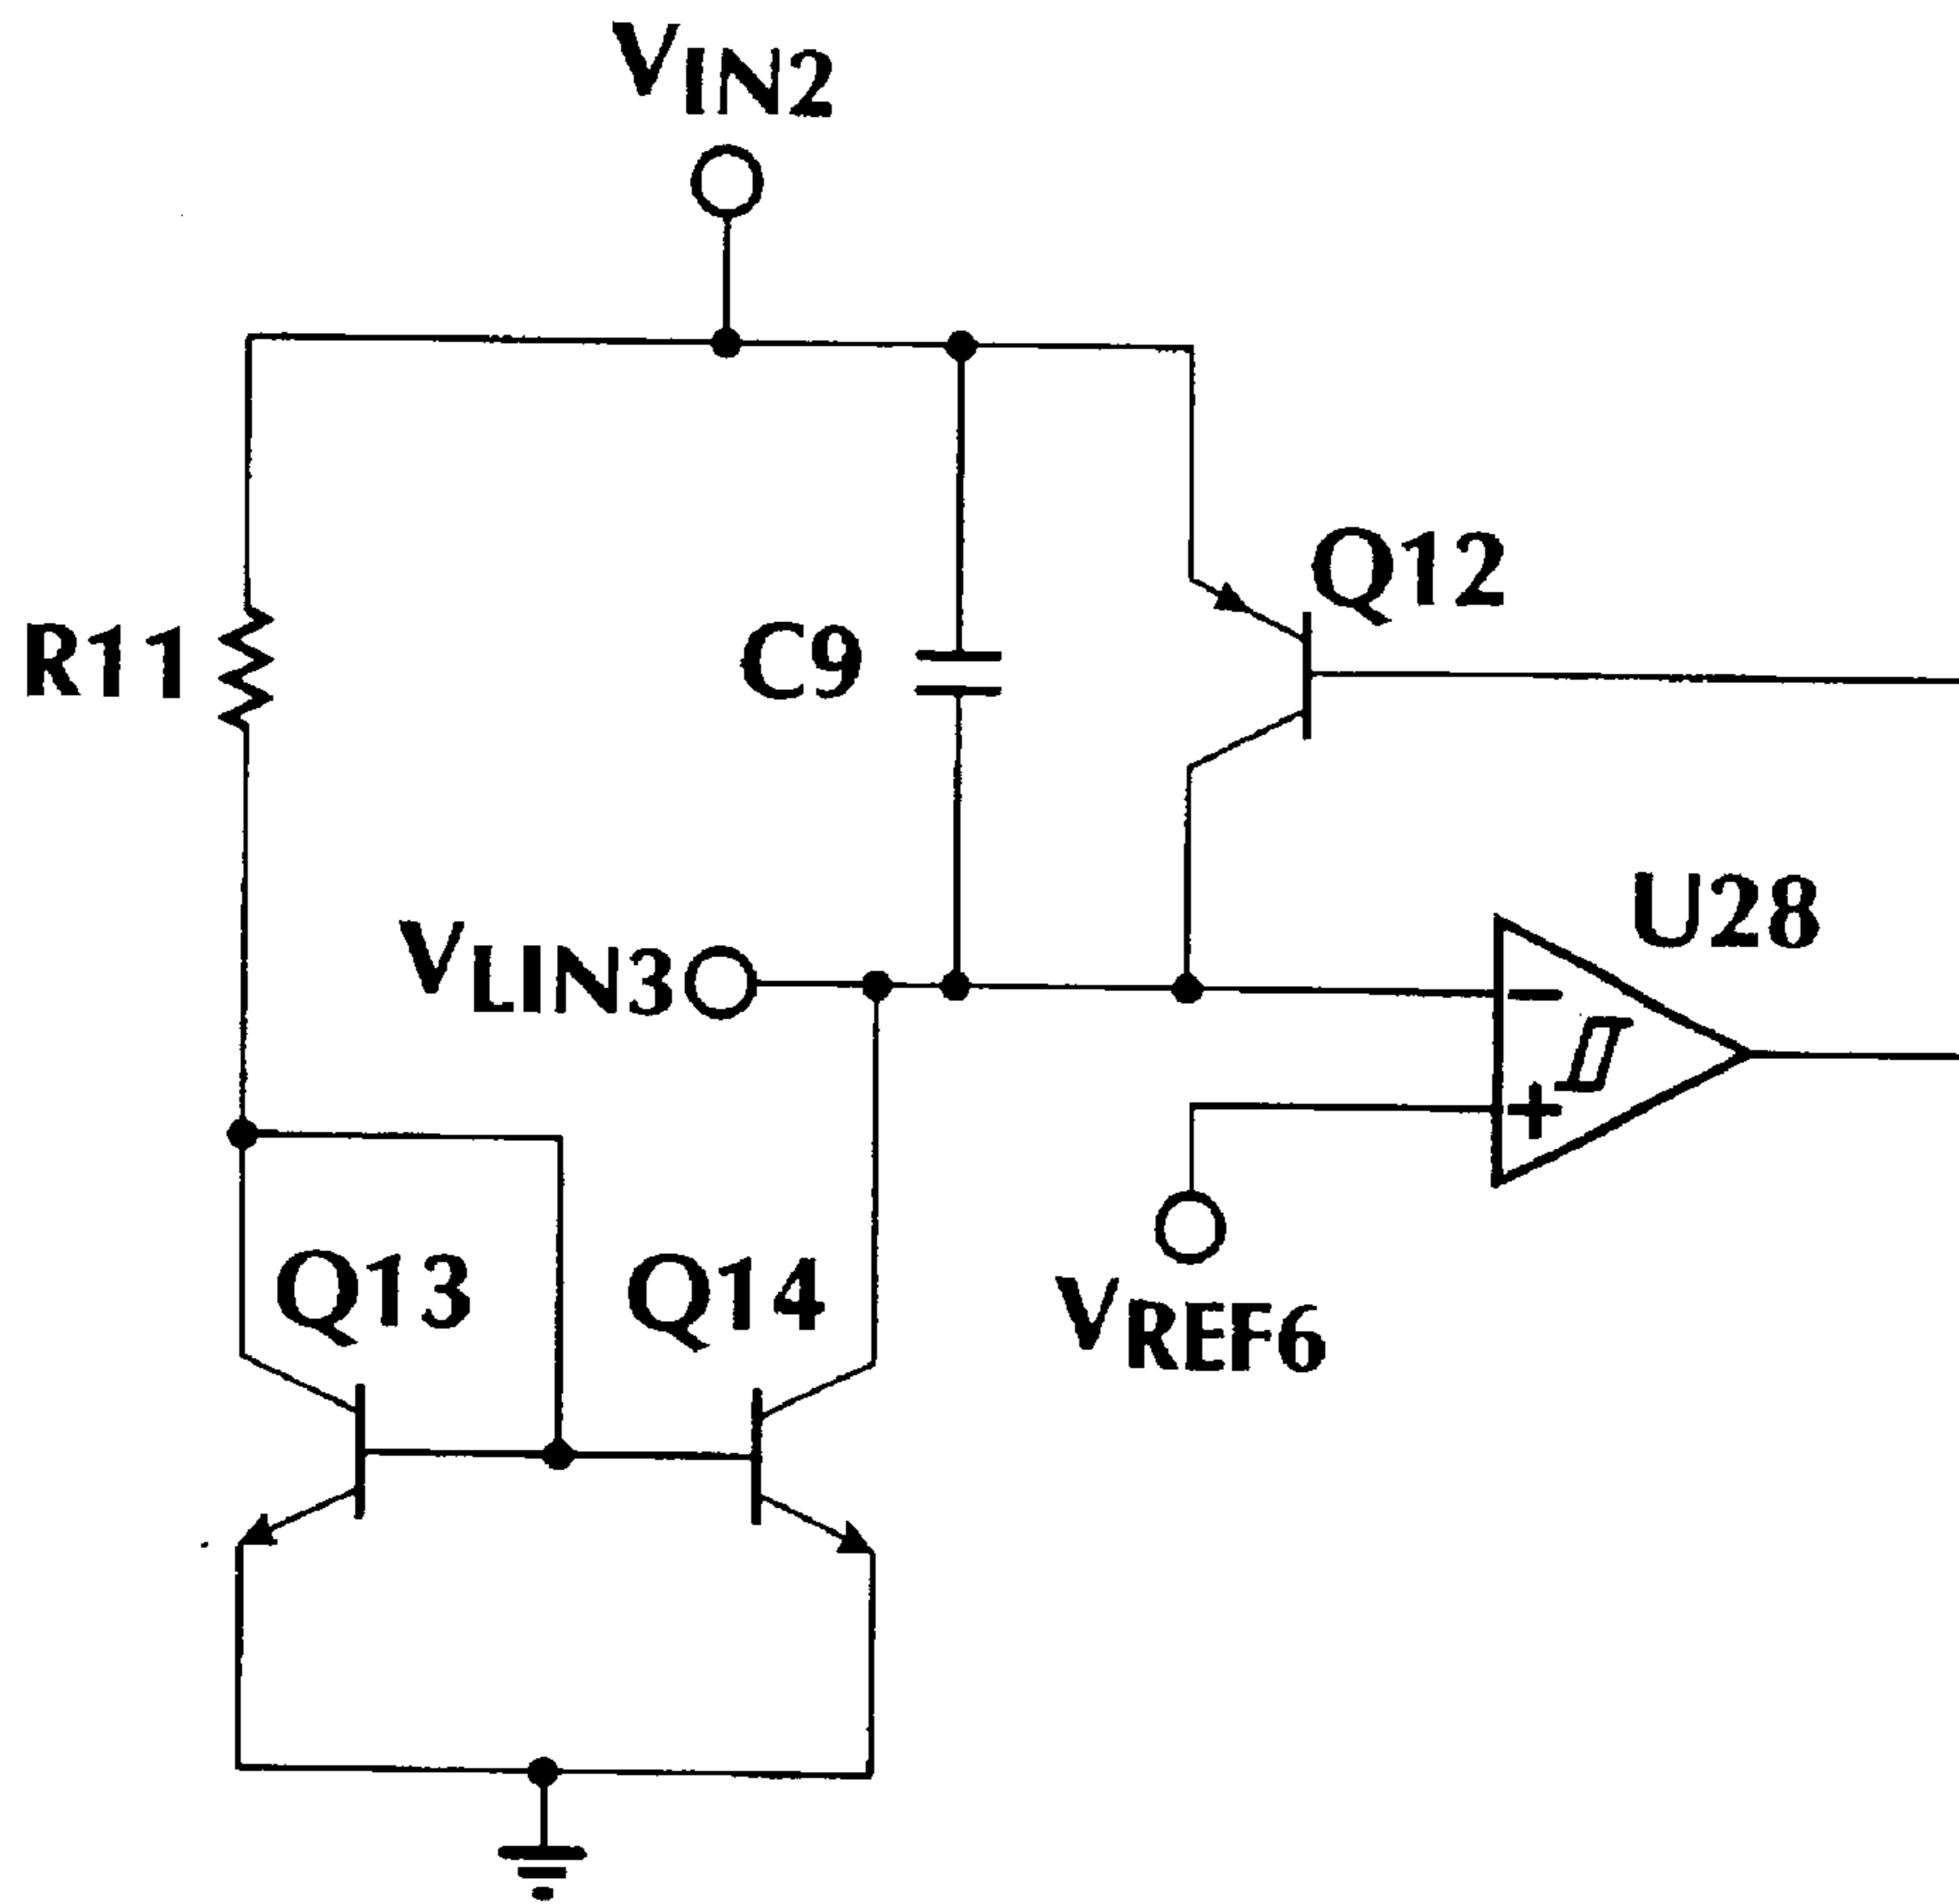 VIN2
Q12
R11
C9
U28
VLIN3
−
+
Q13
Q14
VREF6